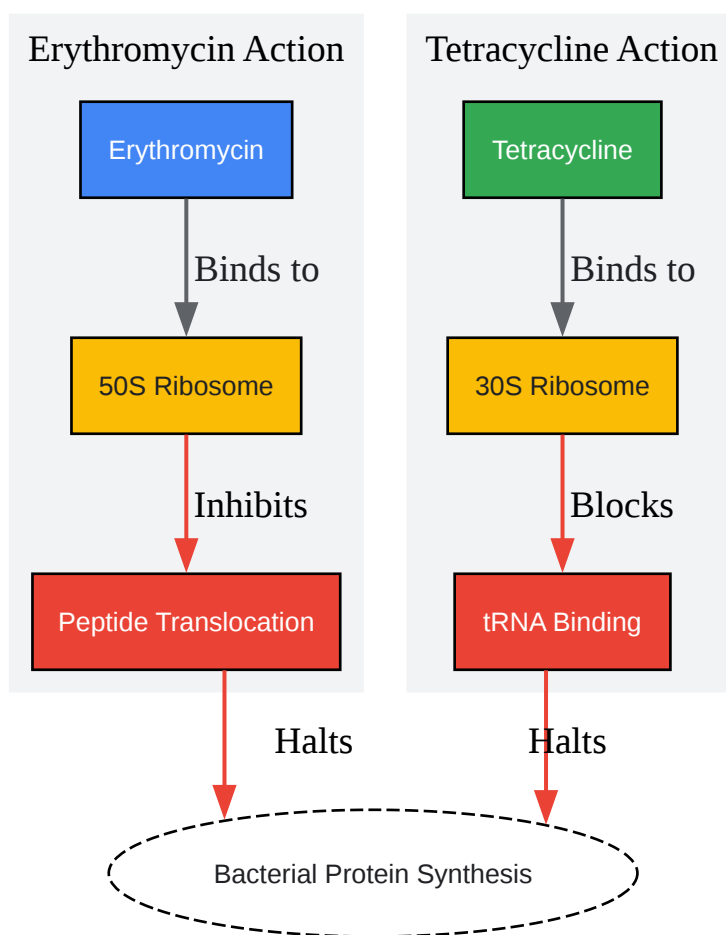 Erythromycin Action
Erythromycin
Binds to
50S Ribosome
Inhibits
Peptide Translocation
Halts
Tetracycline Action
Tetracycline
Binds to
30S Ribosome
Blocks
tRNA Binding
Halts
Bacterial Protein Synthesis